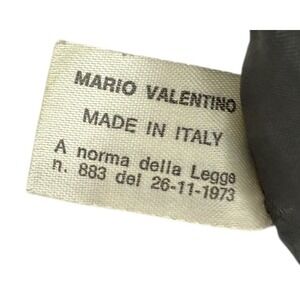 MARIO VALENTINO
MADE IN ITALY
A norma della Legge
n. 883 del 26-11-1973